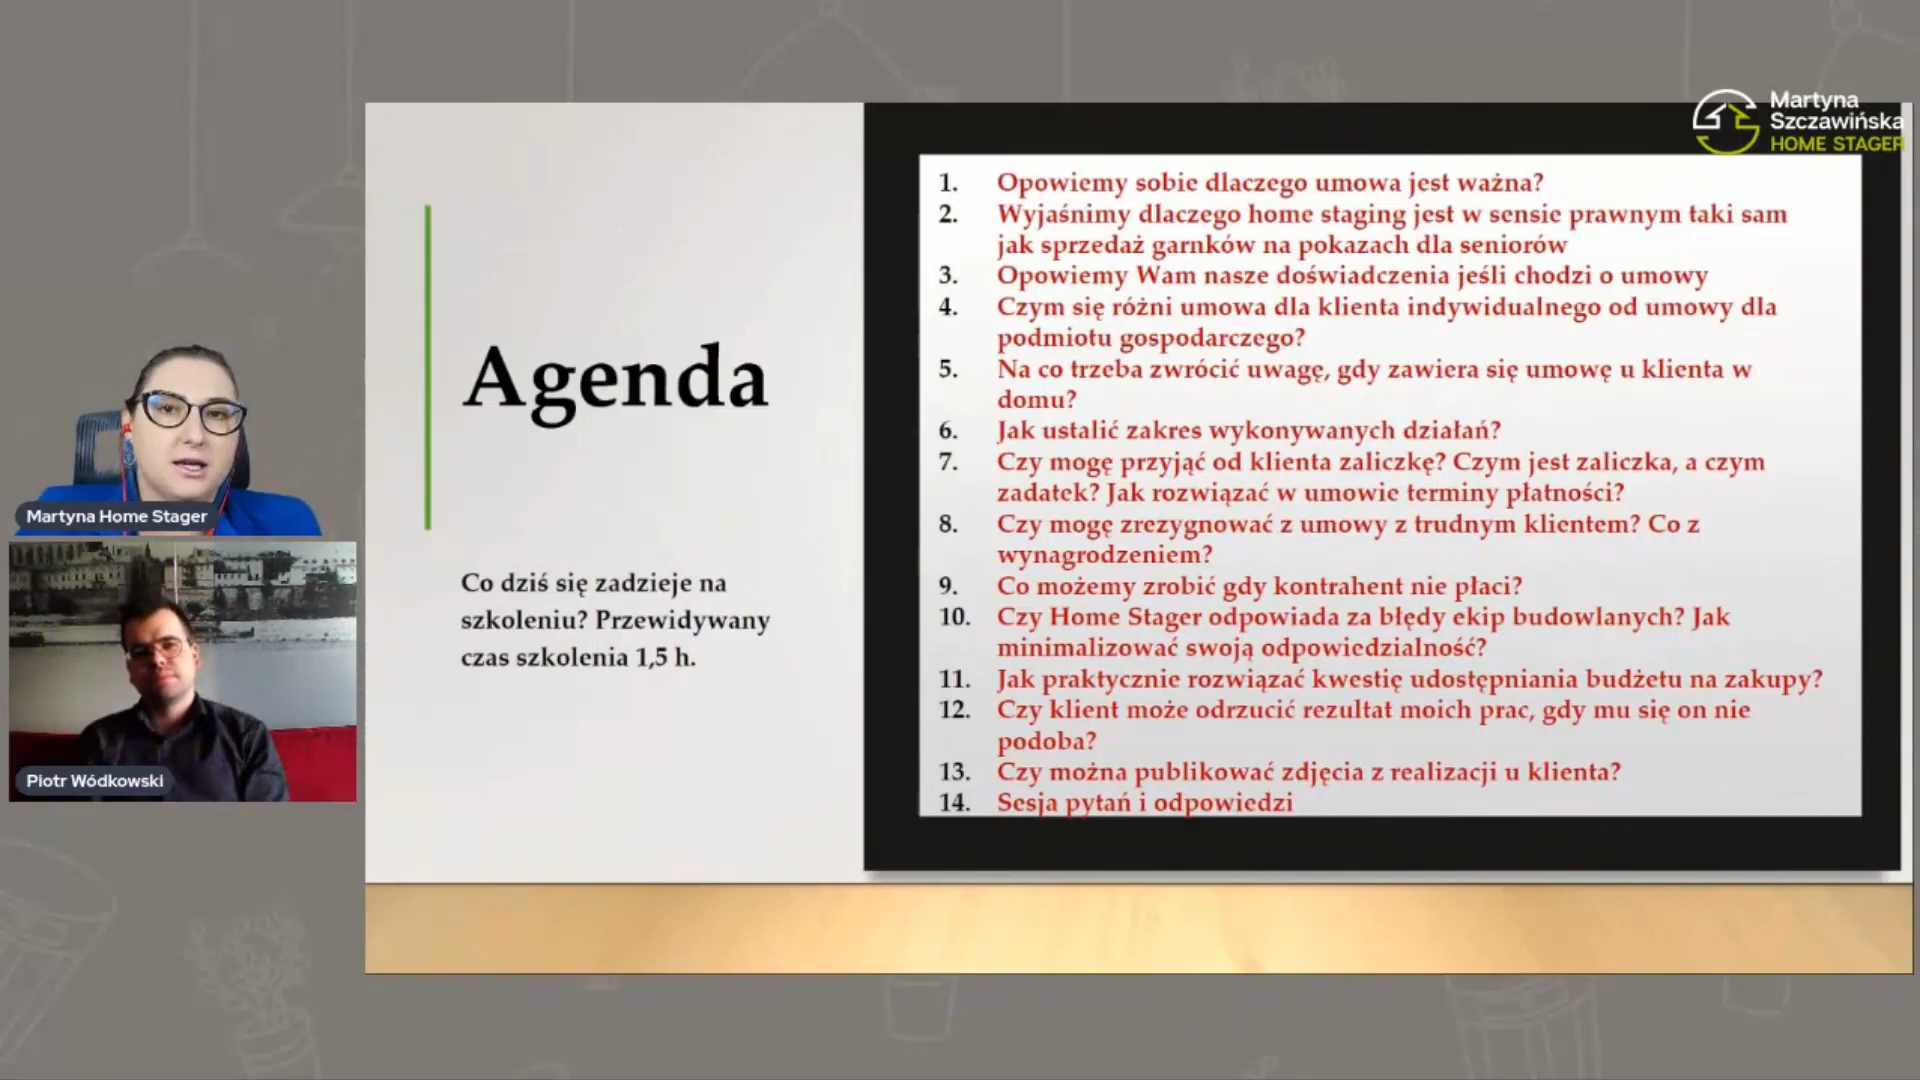 Martyna
Szczawińska
HOME STAGER
Agenda
Co dziś się zadzieje na
szkoleniu? Przewidywany
czas szkolenia 1,5 h.
1. Opowiemy sobie dlaczego umowa jest ważna?
2. Wyjaśnimy dlaczego home staging jest w sensie prawnym taki sam
jak sprzedaż garnków na pokazach dla seniorów
3. Opowiemy Wam nasze doświadczenia jeśli chodzi o umowy
4. Czym się różni umowa dla klienta indywidualnego od umowy dla
podmiotu gospodarczego?
5. Na co trzeba zwrócić uwagę, gdy zawiera się umowę u klienta w
domu?
6. Jak ustalić zakres wykonywanych działań?
7. Czy mogę przyjąć od klienta zaliczkę? Czym jest zaliczka, a czym
zadatek? Jak rozwiązać w umowie terminy płatności?
8. Czy mogę zrezygnować z umowy z trudnym klientem? Co z
wynagrodzeniem?
9. Co możemy zrobić gdy kontrahent nie płaci?
10. Czy Home Stager odpowiada za błędy ekip budowlanych? Jak
minimalizować swoją odpowiedzialność?
11. Jak praktycznie rozwiązać kwestię udostępniania budżetu na zakupy?
12. Czy klient może odrzucić rezultat moich prac, gdy mu się on nie
podoba?
13. Czy można publikować zdjęcia z realizacji u klienta?
14. Sesja pytań i odpowiedzi
Martyna Home Stager
Piotr Wódkowski